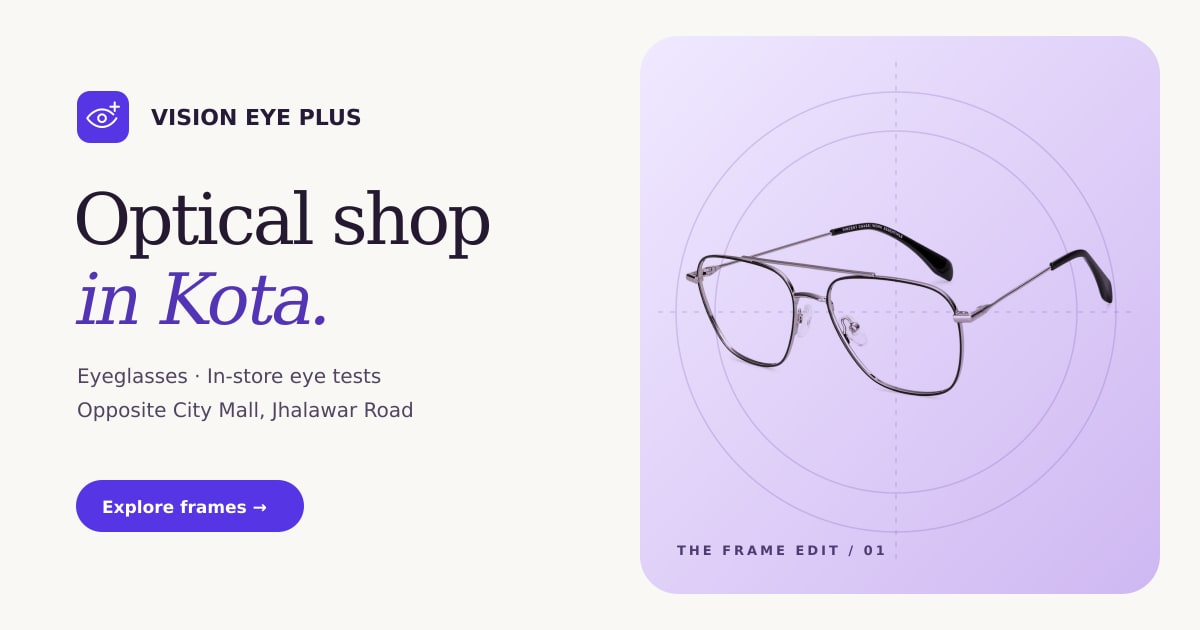 VISION EYE PLUS
Optical shop
in Kota.
Eyeglasses · In-store eye tests
Opposite City Mall, Jhalawar Road
Explore frames →
THE FRAME EDIT / 01